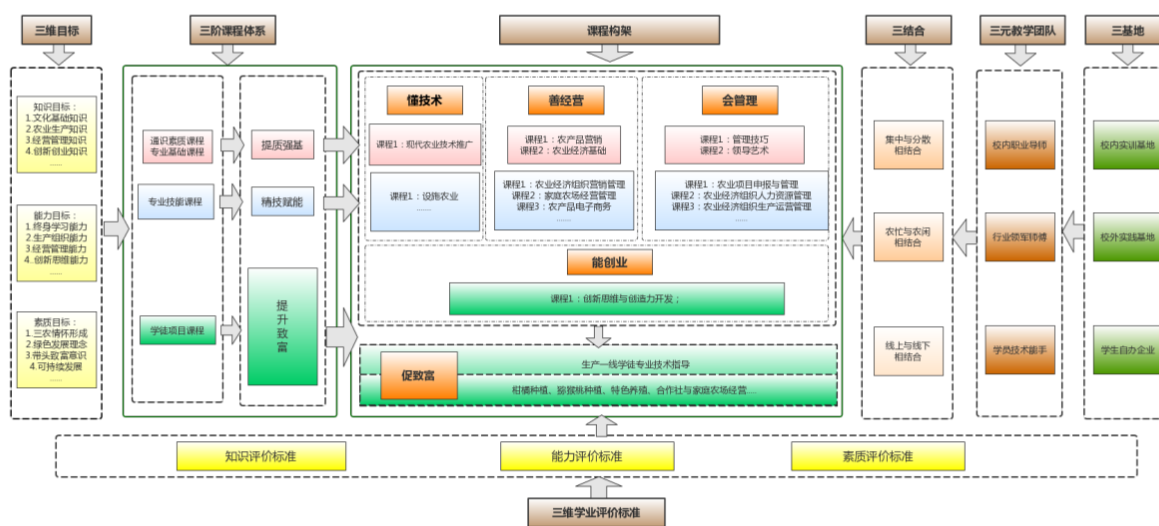 三维目标
三阶课程体系
课程构架
三结合
三元教学团队
三基地
知识目标：
1.文化基础知识
2.农业生产知识
3.经营管理知识
4.创新创业知识
......
能力目标：
1.终身学习能力
2.生产组织能力
3.经营管理能力
4. 创新思维能力
......
素质目标：
1.三农情怀形成
2.绿色发展理念
3.带头致富意识
4.可持续发展
......
通识素质课程
专业基础课程
提质强基
专业技能课程
精技赋能
学徒项目课程
提
升
致
富
懂技术
课程1：现代农业技术推广
课程1：设施农业
......
善经营
课程1：农产品营销
课程2：农业经济基础
课程1：农业经济组织营销管理
课程2：家庭农场经营管理
课程3：农产品电子商务
......
会管理
课程1：管理技巧
课程2：领导艺术
课程1：农业项目申报与管理
课程2：农业经济组织人力资源管理
课程3：农业经济组织生产运营管理
......
能创业
课程1：创新思维与创造力开发；
促致富
生产一线学徒专业技术指导
柑橘种植、猕猴桃种植、特色养殖、合作社与家庭农场经营....
集中与分散
相结合
农忙与农闲
相结合
线上与线下
相结合
校内职业导师
行业领军师傅
学员技术能手
校内实训基地
校外实践基地
学生自办企业
知识评价标准
能力评价标准
素质评价标准
三维学业评价标准